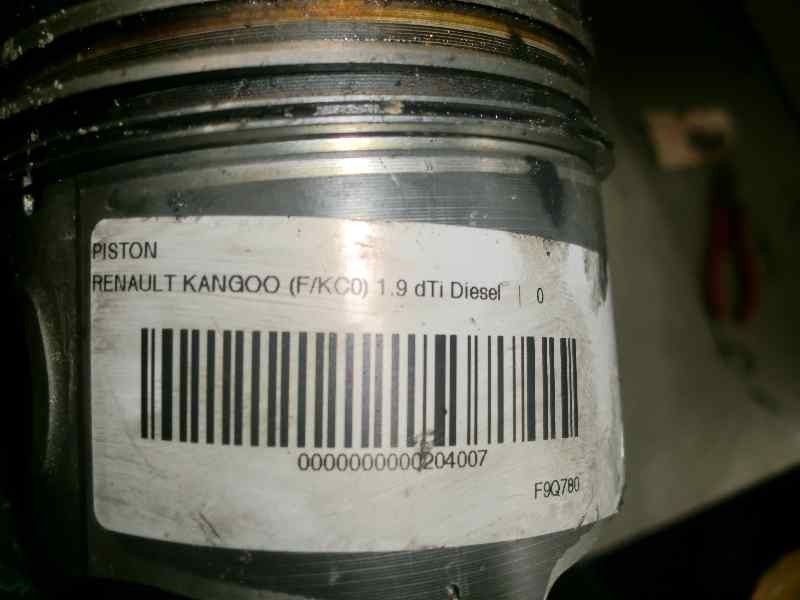 PISTON
RENAULT KANGOO (F/KC0) 1.9 dTi Diesel | 0
0000000000204007
F9Q780